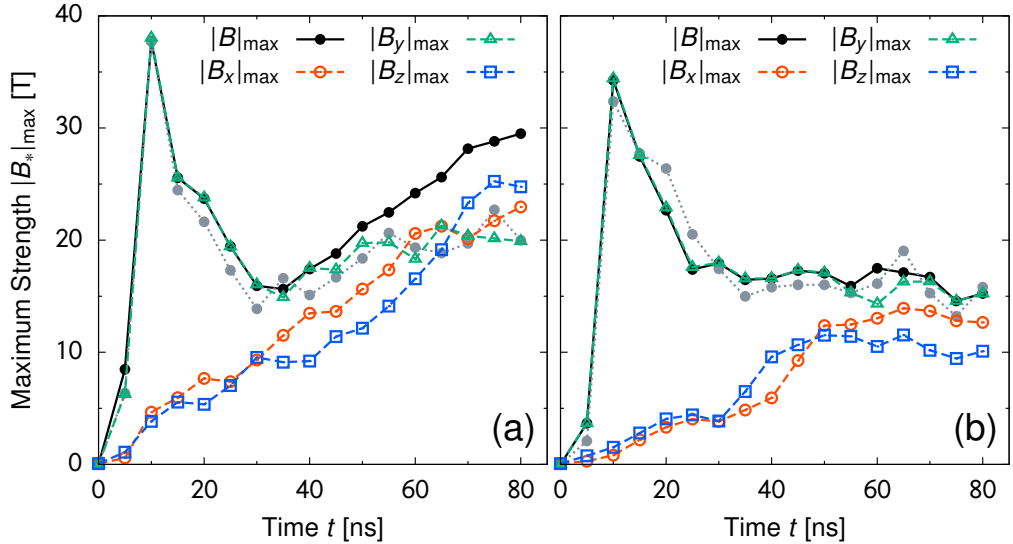 Maximum Strength |B*|max [T]
40
30
20
10
0
|B|max |By|max
|Bx|max |Bz|max
(a)
0 20 40 60 80
Time t [ns]
|B|max |By|max
|Bx|max |Bz|max
(b)
0 20 40 60 80
Time t [ns]